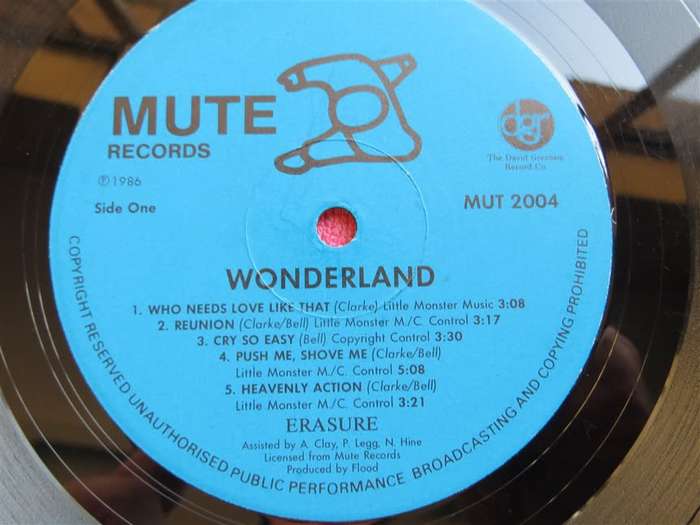 MUTE
RECORDS
℗ 1986
Side One
dgr
The David Gresham
Record Co.
MUT 2004
WONDERLAND
1. WHO NEEDS LOVE LIKE THAT (Clarke) Little Monster Music 3:08
2. REUNION (Clarke/Bell) Little Monster M./C. Control 3:17
3. CRY SO EASY (Bell) Copyright Control 3:30
4. PUSH ME, SHOVE ME (Clarke/Bell)
Little Monster M./C. Control 5:08
5. HEAVENLY ACTION (Clarke/Bell)
Little Monster M./C. Control 3:21
ERASURE
Assisted by A. Clay, P. Legg, N. Hine
Licensed from Mute Records
Produced by Flood
COPYRIGHT RESERVED UNAUTHORISED PUBLIC PERFORMANCE BROADCASTING AND COPYING PROHIBITED